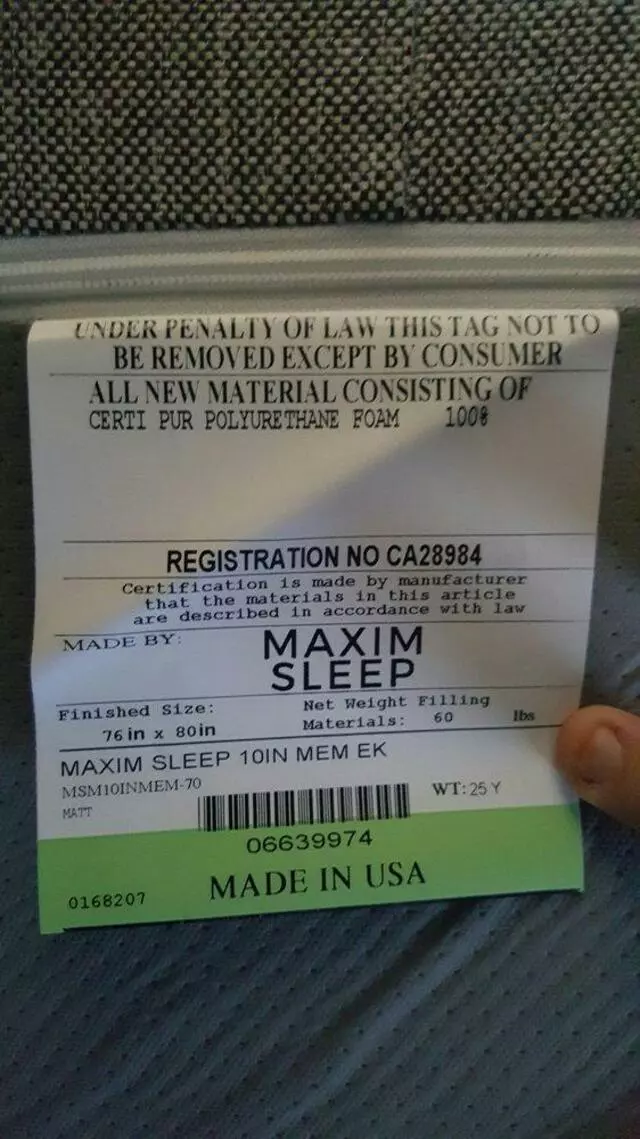 UNDER PENALTY OF LAW THIS TAG NOT TO
BE REMOVED EXCEPT BY CONSUMER
ALL NEW MATERIAL CONSISTING OF
CERTI PUR POLYURETHANE FOAM 100%
REGISTRATION NO CA28984
Certification is made by manufacturer
that the materials in this article
are described in accordance with law
MADE BY: MAXIM
SLEEP
Finished Size: Net Weight Filling
76in x 80in Materials: 60 lbs
MAXIM SLEEP 10IN MEM EK
MSM10INMEM-70 WT: 25 Y
MATT
06639974
MADE IN USA
0168207